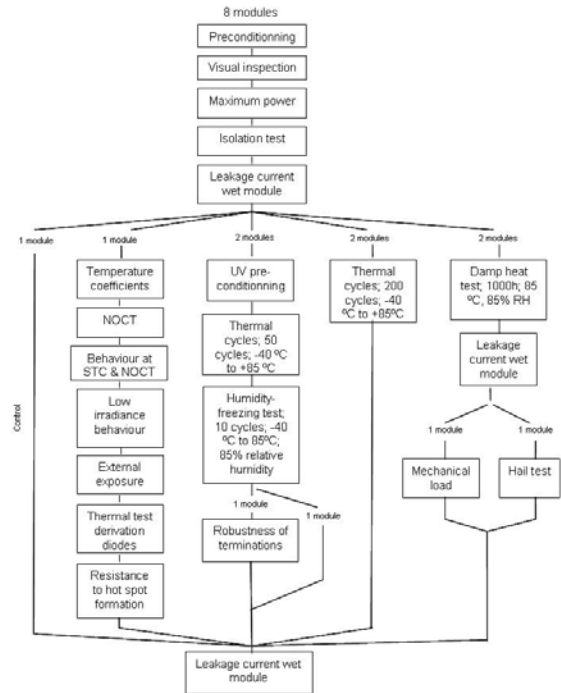 8 modules
Preconditionning
Visual inspection
Maximum power
Isolation test
Leakage current
wet module
1 module
1 module
2 modules
2 modules
2 modules
Control
Temperature
coefficients
NOCT
Behaviour at
STC & NOCT
Low
irradiance
behaviour
External
exposure
Thermal test
derivation
diodes
Resistance
to hot spot
formation
UV pre-
conditionning
Thermal
cycles; 50
cycles; -40 ºC
to +85 ºC
Humidity-
freezing test;
10 cycles; -40
ºC to 85ºC;
85% relative
humidity
1 module
1 module
Robustness of
terminations
Thermal
cycles; 200
cycles; -40
ºC to +85ºC
Damp heat
test; 1000h; 85
ºC, 85% RH
Leakage
current wet
module
1 module
1 module
Mechanical
load
Hail test
Leakage current wet
module